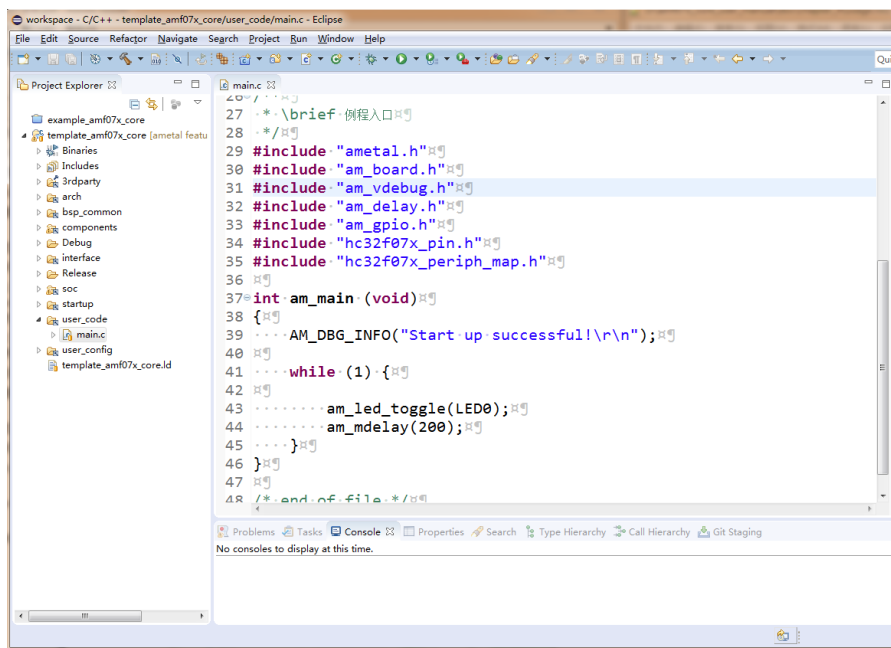 workspace - C/C++ - template_amf07x_core/user_code/main.c - Eclipse
File Edit Source Refactor Navigate Search Project Run Window Help
Qui
Project Explorer
example_amf07x_core
template_amf07x_core [ametal featu
Binaries
Includes
3rdparty
arch
bsp_common
components
Debug
interface
Release
soc
startup
user_code
main.c
user_config
template_amf07x_core.ld
main.c
26 /**
27 * \brief 例程入口
28 */
29 #include "ametal.h"
30 #include "am_board.h"
31 #include "am_vdebug.h"
32 #include "am_delay.h"
33 #include "am_gpio.h"
34 #include "hc32f07x_pin.h"
35 #include "hc32f07x_periph_map.h"
36
37 int am_main (void)
38 {
39 AM_DBG_INFO("Start up successful!\r\n");
40
41 while (1) {
42
43 am_led_toggle(LED0);
44 am_mdelay(200);
45 }
46 }
47
48 /* end of file */
Problems Tasks Console Properties Search Type Hierarchy Call Hierarchy Git Staging
No consoles to display at this time.